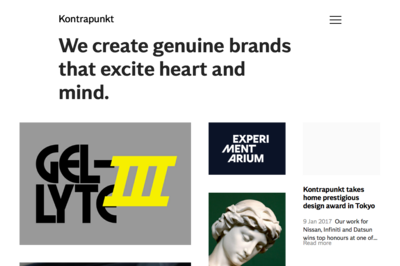 Kontrapunkt
We create genuine brands
that excite heart and
mind.
GEL-
LYTE III
EXPERI
MENT
ARIUM
Kontrapunkt takes
home prestigious
design award in Tokyo
9 Jan 2017 Our work for
Nissan, Infiniti and Datsun
wins top honours at one of...
Read more